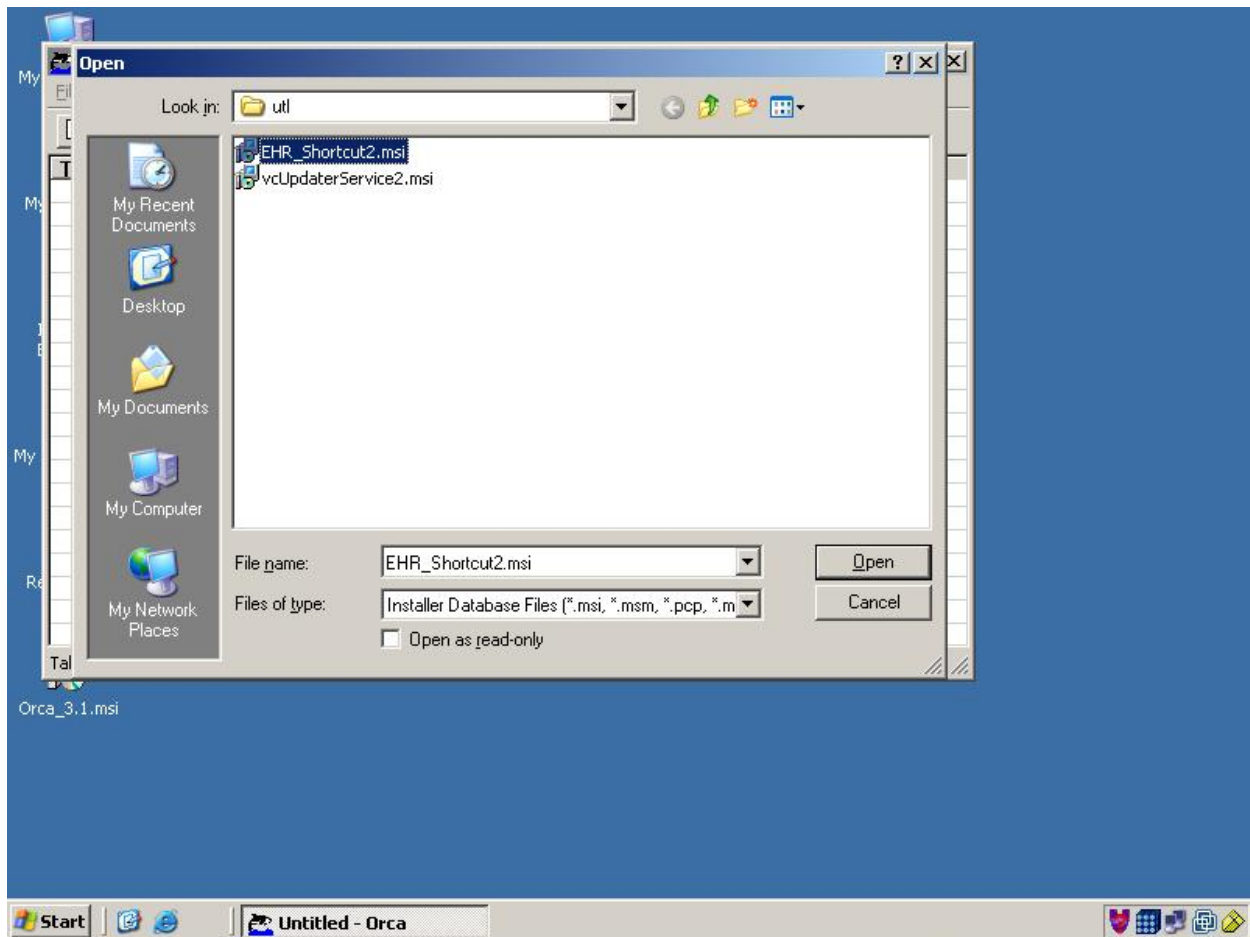 My
Open
Fil
Look in:
utl
T
EHR_Shortcut2.msi
vcUpdaterService2.msi
My
My Recent
Documents
Desktop
My Documents
My
My Computer
File name:
EHR_Shortcut2.msi
Open
Re
Files of type:
Installer Database Files (*.msi, *.msm, *.pcp, *.m
Cancel
My Network
Places
Open as read-only
Tal
Orca_3.1.msi
Start
Untitled - Orca